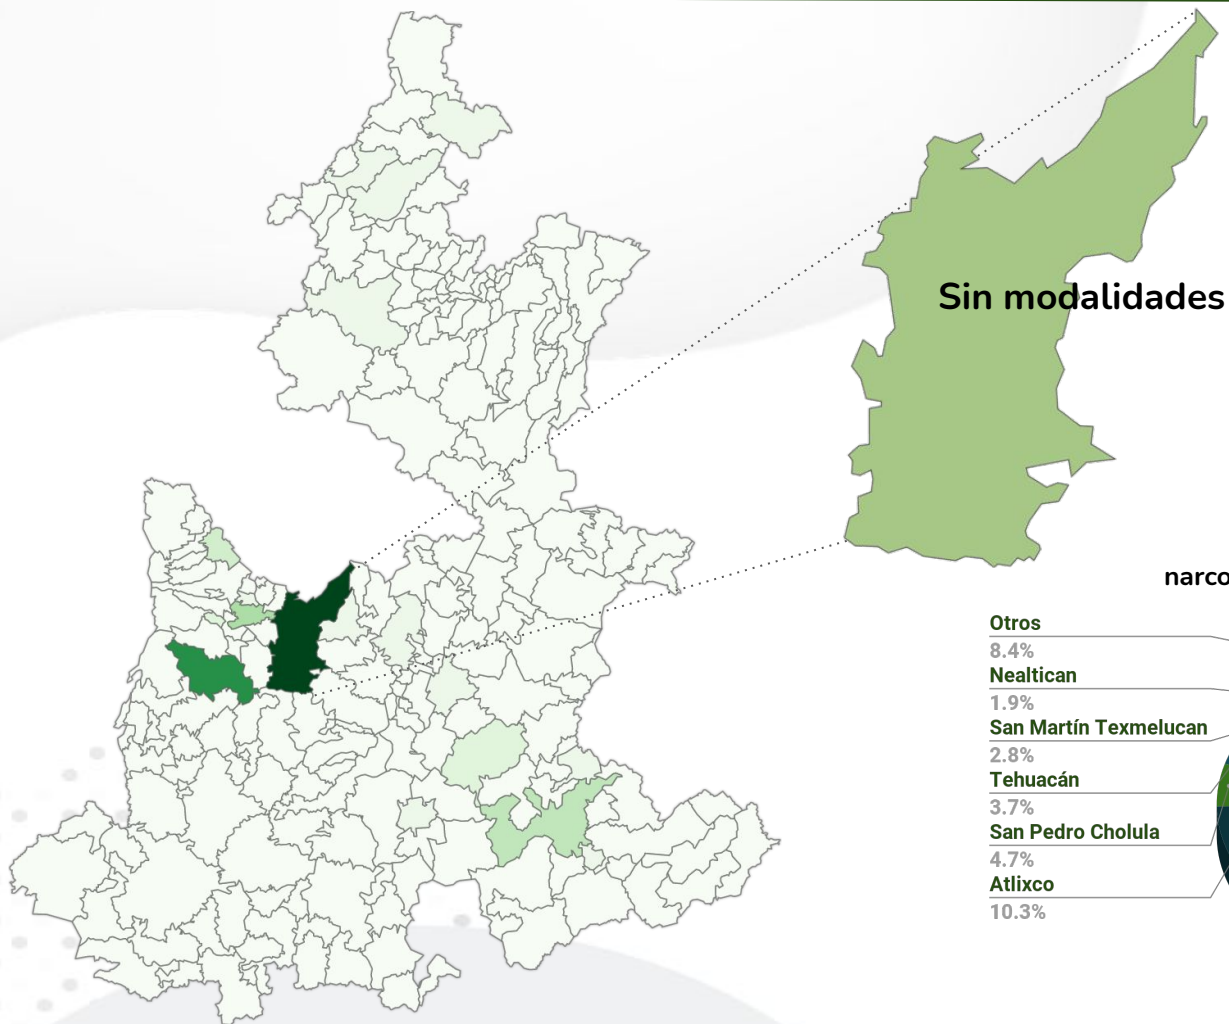 Sin modalidades
narco
Otros
8.4%
Nealtican
1.9%
San Martín Texmelucan
2.8%
Tehuacán
3.7%
San Pedro Cholula
4.7%
Atlixco
10.3%